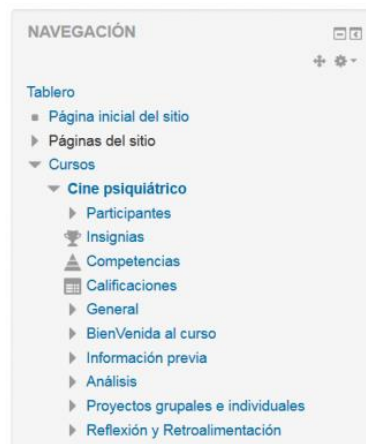 NAVEGACIÓN
Tablero
Página inicial del sitio
Páginas del sitio
Cursos
Cine psiquiátrico
Participantes
Insignias
Competencias
Calificaciones
General
BienVenida al curso
Información previa
Análisis
Proyectos grupales e individuales
Reflexión y Retroalimentación